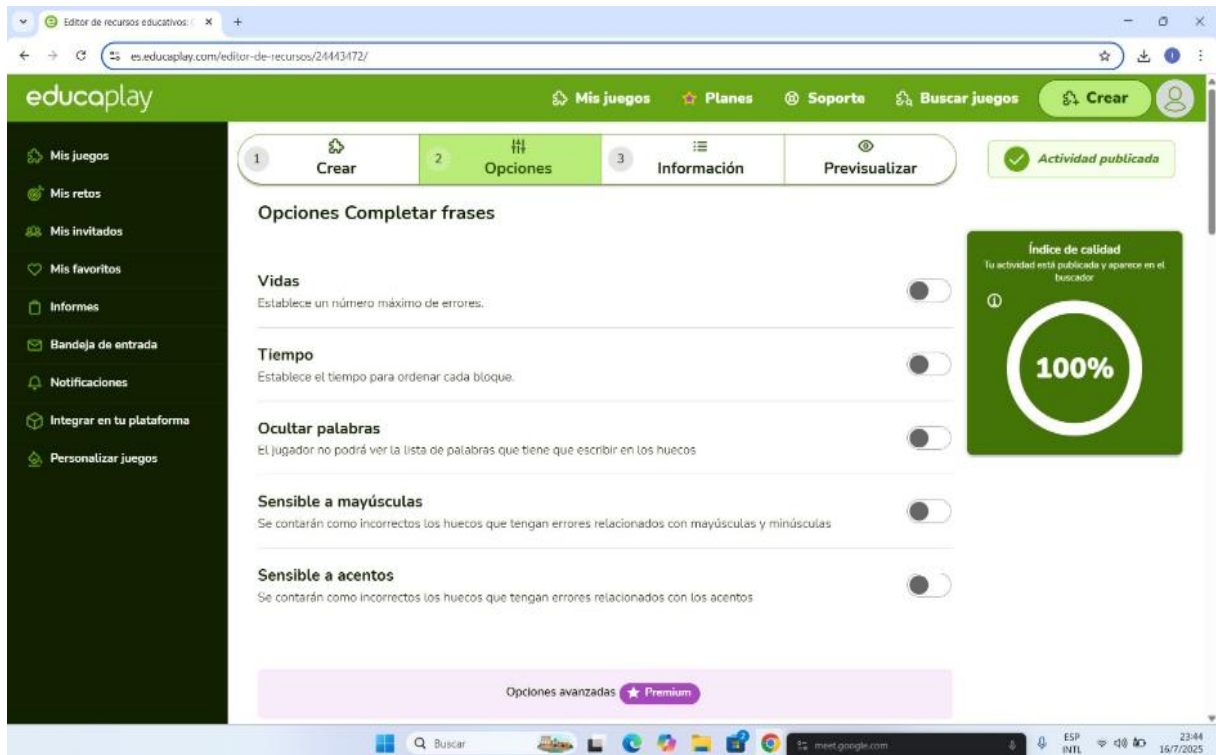 Editor de recursos educativos: (
es.educaplay.com/editor-de-recursos/24443472/
educaplay
Mis juegos
Planes
Soporte
Buscar juegos
Crear
Mis juegos
Mis retos
Mis invitados
Mis favoritos
Informes
Bandeja de entrada
Notificaciones
Integrar en tu plataforma
Personalizar juegos
1
Crear
2
Opciones
3
Información
Previsualizar
Actividad publicada
Opciones Completar frases
Vidas
Establece un número máximo de errores.
Tiempo
Establece el tiempo para ordenar cada bloque.
Ocultar palabras
El jugador no podrá ver la lista de palabras que tiene que escribir en los huecos
Sensible a mayúsculas
Se contarán como incorrectos los huecos que tengan errores relacionados con mayúsculas y minúsculas
Sensible a acentos
Se contarán como incorrectos los huecos que tengan errores relacionados con los acentos
Índice de calidad
Tu actividad está publicada y aparece en el
buscador
100%
Opciones avanzadas Premium
Buscar
meet.google.com
ESP
INTL
23:44
16/7/2025